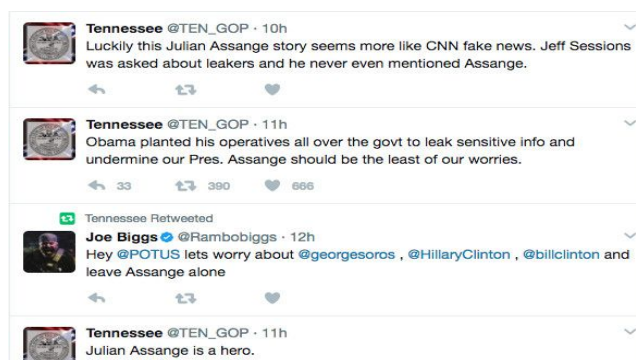 Tennessee @TEN_GOP · 10h
Luckily this Julian Assange story seems more like CNN fake news. Jeff Sessions
was asked about leakers and he never even mentioned Assange.
Tennessee @TEN_GOP · 11h
Obama planted his operatives all over the govt to leak sensitive info and
undermine our Pres. Assange should be the least of our worries.
33 390 666
Tennessee Retweeted
Joe Biggs @Rambobiggs · 12h
Hey @POTUS lets worry about @georgesoros , @HillaryClinton , @billclinton and
leave Assange alone
Tennessee @TEN_GOP · 11h
Julian Assange is a hero.